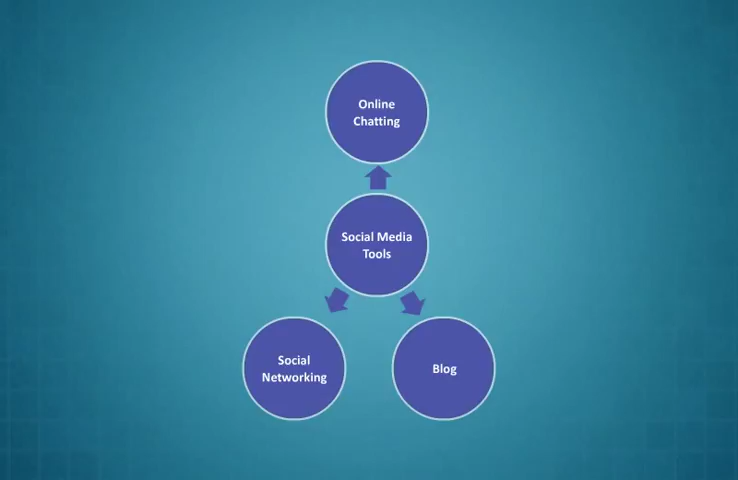 Online
Chatting
Social Media
Tools
Social
Networking
Blog